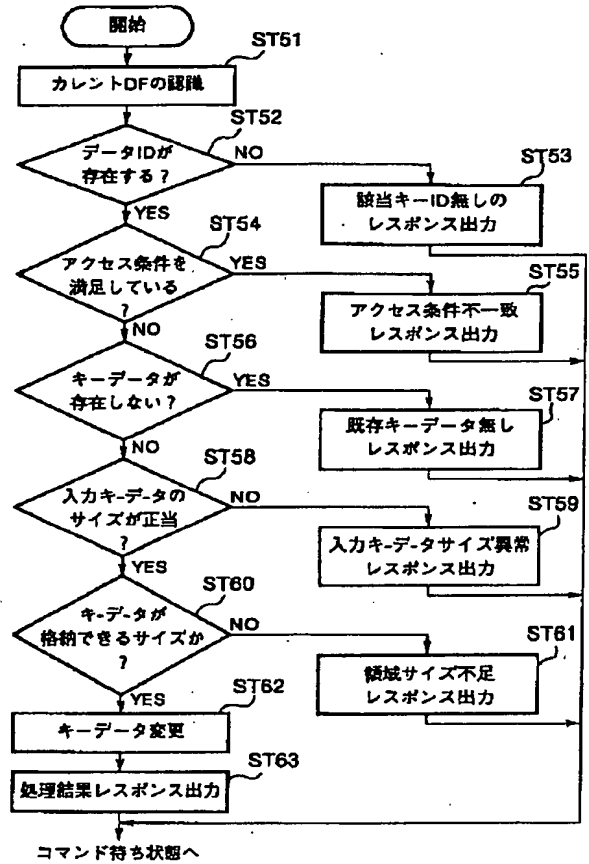 開始
ST51
カレントDFの認識
ST52
データIDが
存在する?
NO
ST53
該当キーID無しの
レスポンス出力
YES
ST54
アクセス条件を
満足している
?
YES
ST55
アクセス条件不一致
レスポンス出力
NO
ST56
キーデータが
存在しない?
YES
ST57
既存キーデータ無し
レスポンス出力
NO
ST58
入力キーデータの
サイズが正当
?
NO
ST59
入力キーデータサイズ異常
レスポンス出力
YES
ST60
キーデータが
格納できるサイズか
?
NO
ST61
領域サイズ不足
レスポンス出力
YES
ST62
キーデータ変更
ST63
処理結果レスポンス出力
コマンド待ち状態へ